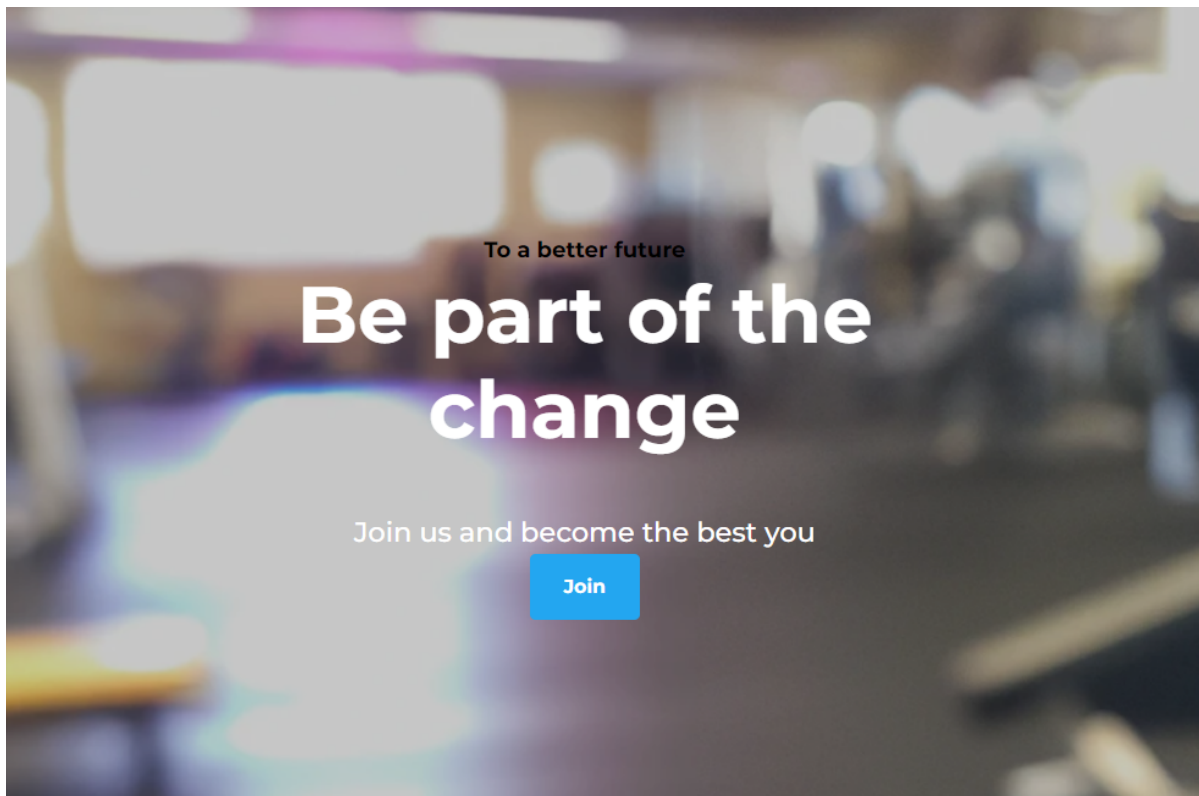 To a better future
Be part of the
change
Join us and become the best you
Join